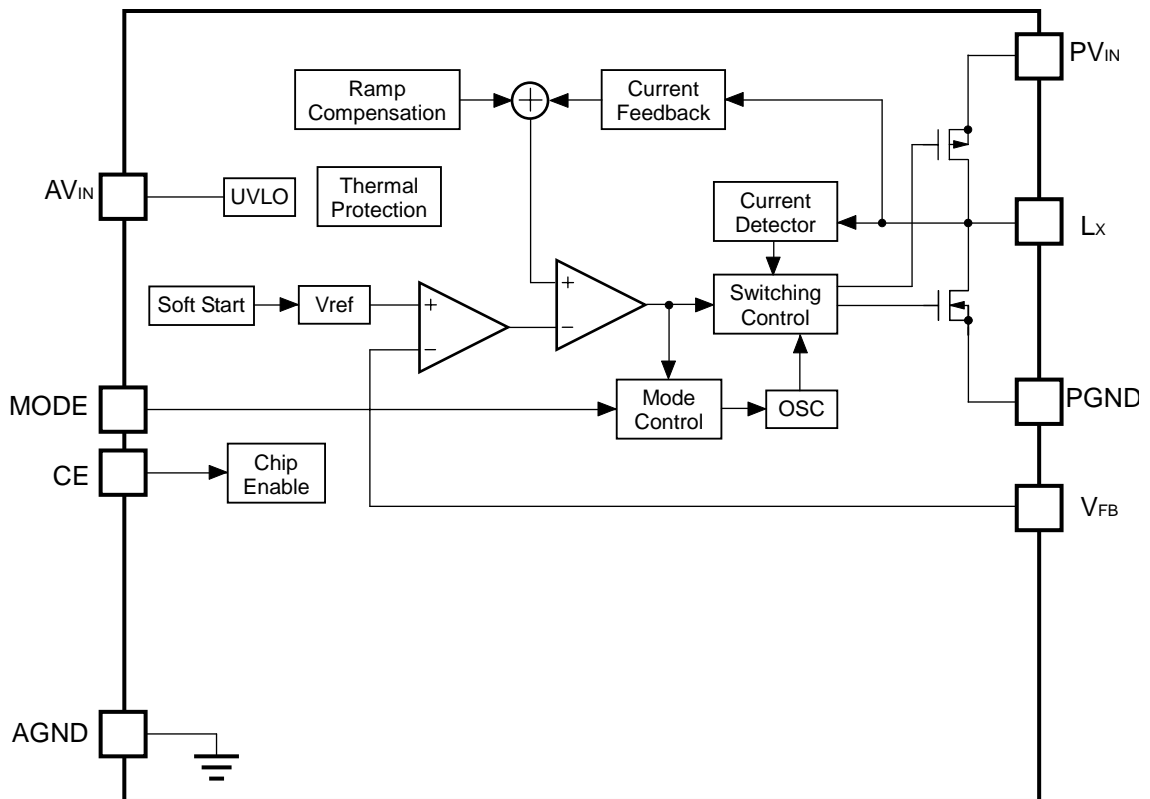 PVIN
Ramp
Compensation
Current
Feedback
AVIN
UVLO
Thermal
Protection
Current
Detector
LX
Soft Start
Vref
+
−
+
−
Switching
Control
MODE
Mode
Control
OSC
PGND
CE
Chip
Enable
VFB
AGND